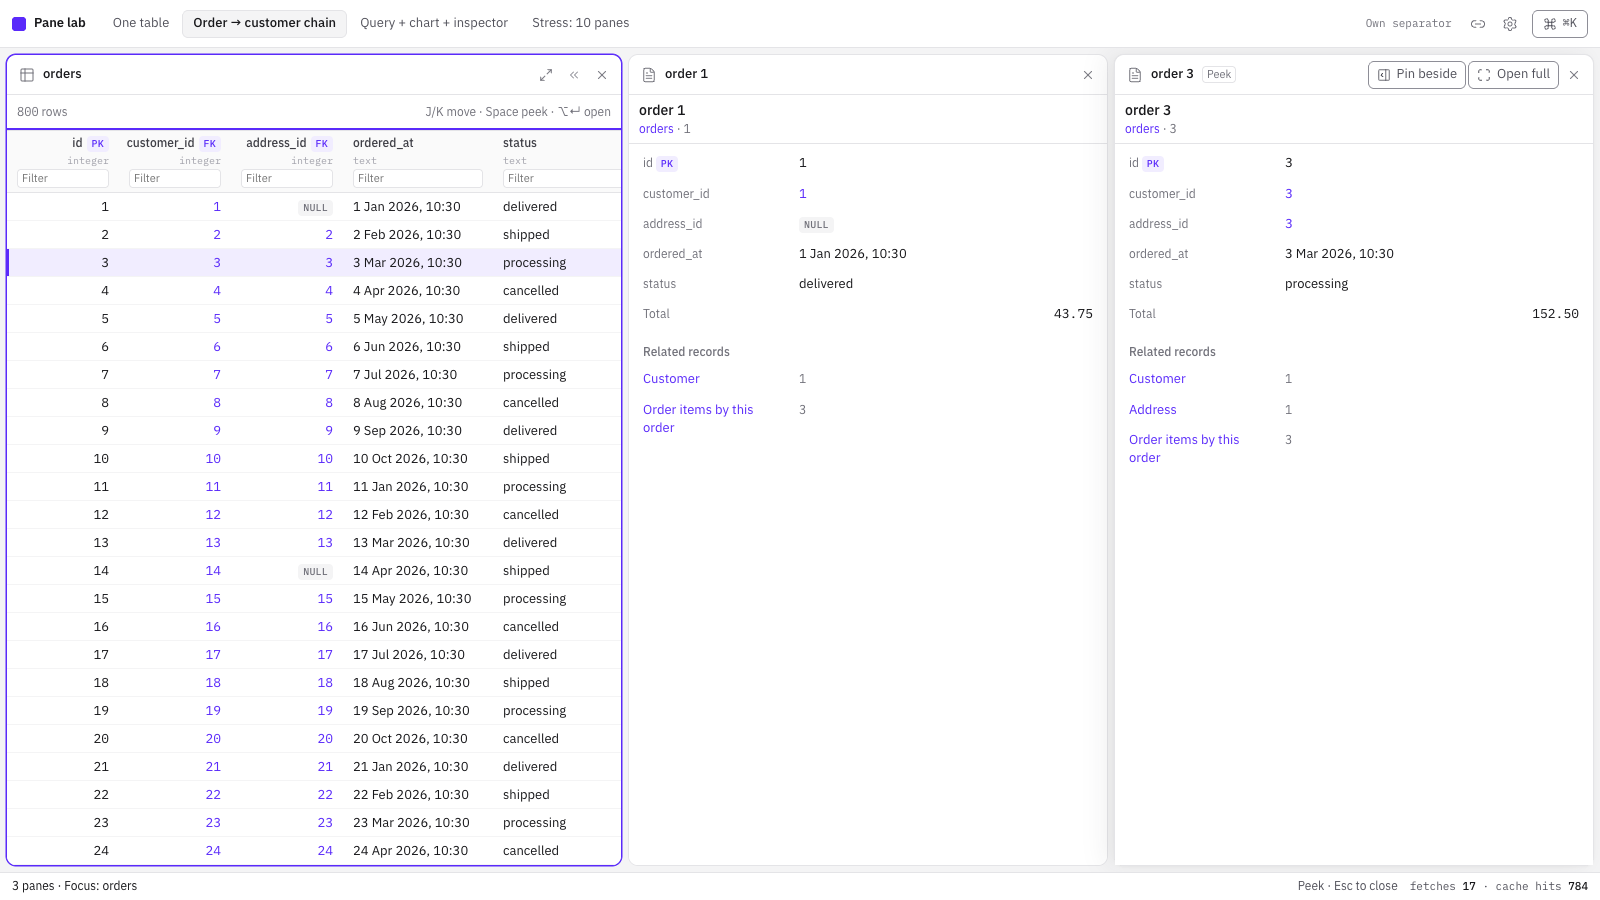 Pane lab One table Order → customer chain Query + chart + inspector Stress: 10 panes Own separator ⌘ ⌘K
orders
800 rows J/K move · Space peek · ⌥↵ open
id PK customer_id FK address_id FK ordered_at status
integer integer integer text text
Filter Filter Filter Filter Filter
1 1 NULL 1 Jan 2026, 10:30 delivered
2 2 2 2 Feb 2026, 10:30 shipped
3 3 3 3 Mar 2026, 10:30 processing
4 4 4 4 Apr 2026, 10:30 cancelled
5 5 5 5 May 2026, 10:30 delivered
6 6 6 6 Jun 2026, 10:30 shipped
7 7 7 7 Jul 2026, 10:30 processing
8 8 8 8 Aug 2026, 10:30 cancelled
9 9 9 9 Sep 2026, 10:30 delivered
10 10 10 10 Oct 2026, 10:30 shipped
11 11 11 11 Jan 2026, 10:30 processing
12 12 12 12 Feb 2026, 10:30 cancelled
13 13 13 13 Mar 2026, 10:30 delivered
14 14 NULL 14 Apr 2026, 10:30 shipped
15 15 15 15 May 2026, 10:30 processing
16 16 16 16 Jun 2026, 10:30 cancelled
17 17 17 17 Jul 2026, 10:30 delivered
18 18 18 18 Aug 2026, 10:30 shipped
19 19 19 19 Sep 2026, 10:30 processing
20 20 20 20 Oct 2026, 10:30 cancelled
21 21 21 21 Jan 2026, 10:30 delivered
22 22 22 22 Feb 2026, 10:30 shipped
23 23 23 23 Mar 2026, 10:30 processing
24 24 24 24 Apr 2026, 10:30 cancelled
order 1
order 1
orders · 1
id PK 1
customer_id 1
address_id NULL
ordered_at 1 Jan 2026, 10:30
status delivered
Total 43.75
Related records
Customer 1
Order items by this 3
order
order 3 Peek Pin beside Open full
order 3
orders · 3
id PK 3
customer_id 3
address_id 3
ordered_at 3 Mar 2026, 10:30
status processing
Total 152.50
Related records
Customer 1
Address 1
Order items by this 3
order
3 panes · Focus: orders Peek · Esc to close fetches 17 · cache hits 784